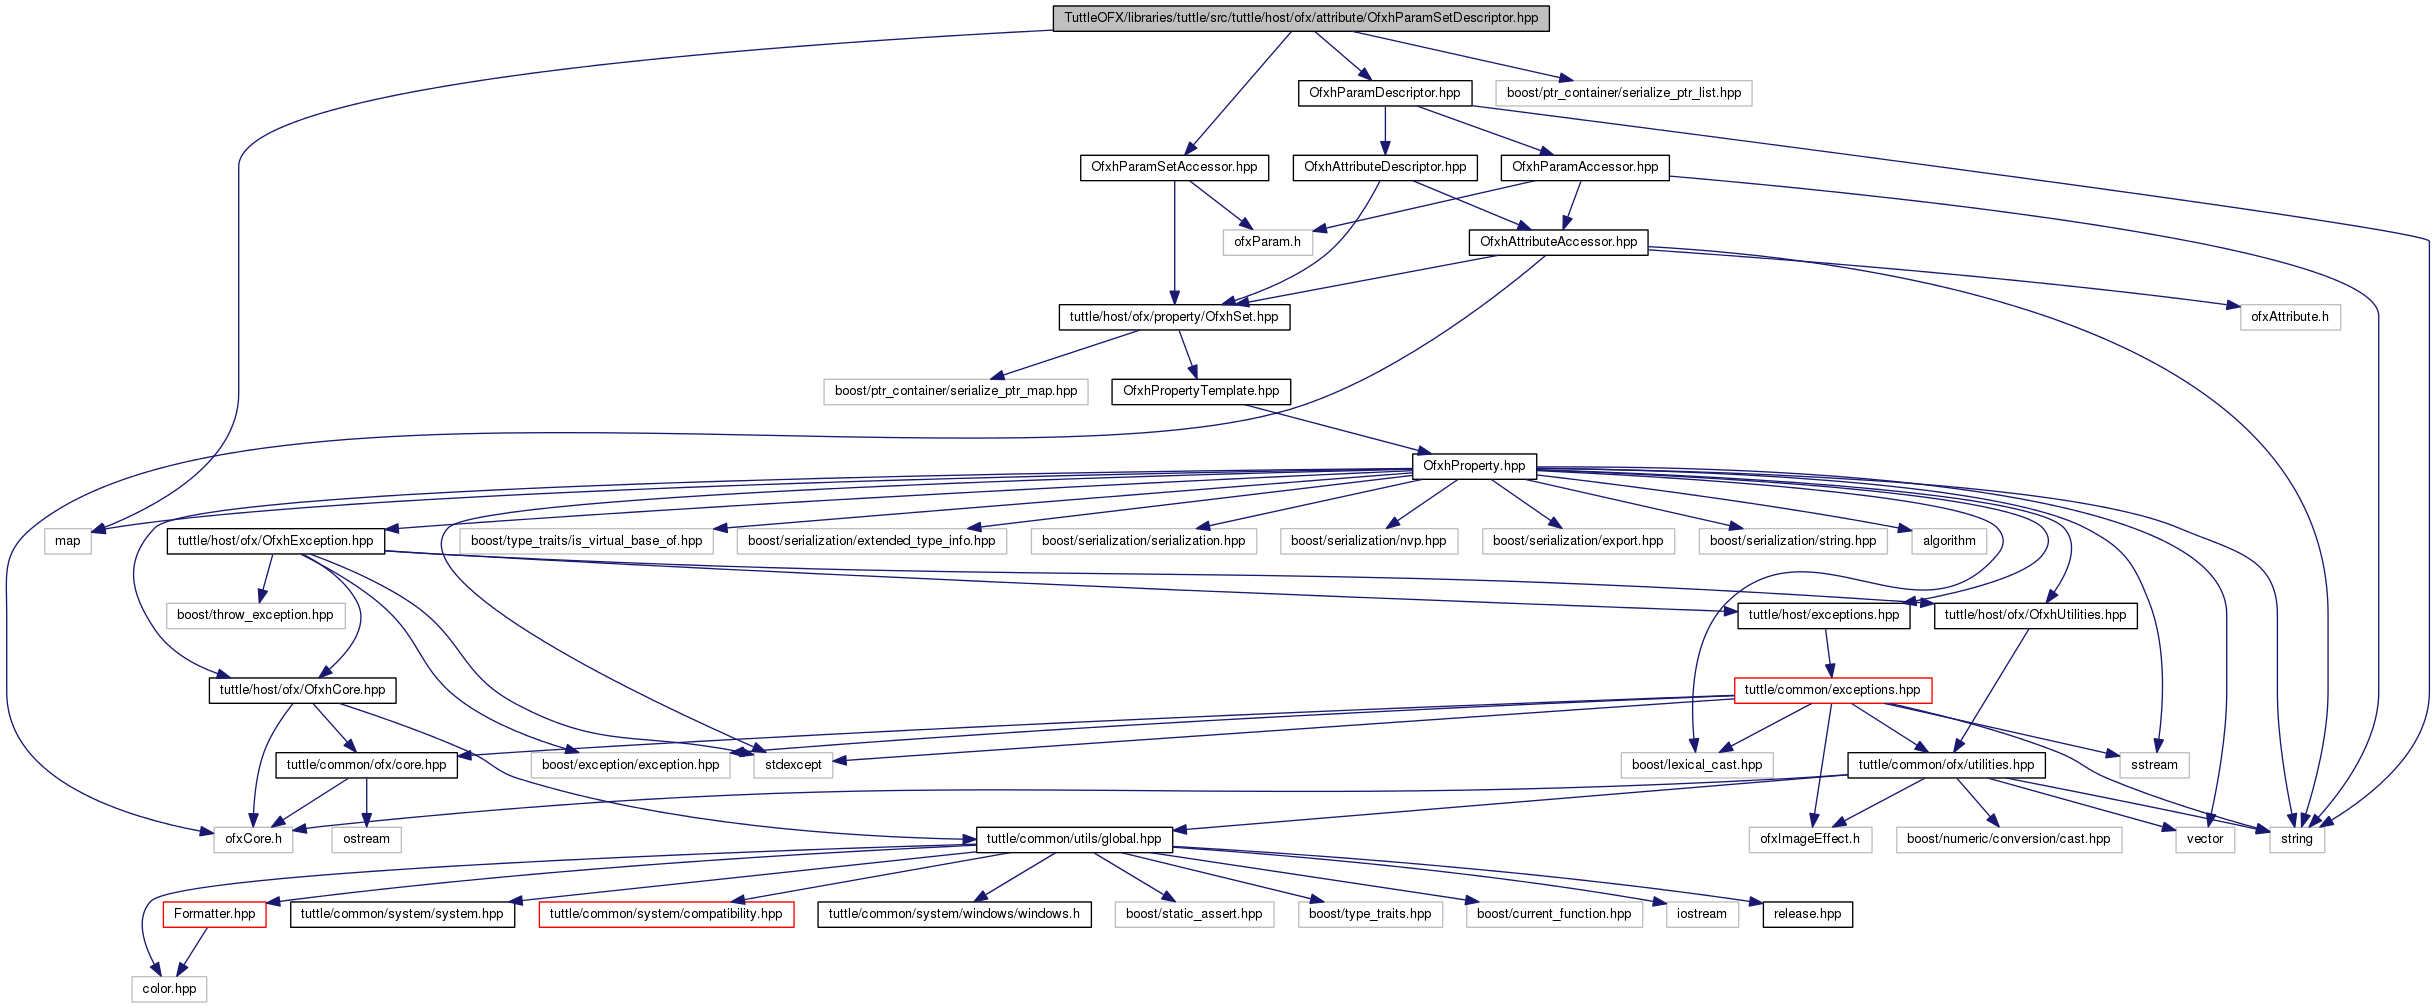 TuttleOFX/libraries/tuttle/src/tuttle/host/ofx/attribute/OfxhParamSetDescriptor.hpp
OfxhParamDescriptor.hpp
boost/ptr_container/serialize_ptr_list.hpp
OfxhParamSetAccessor.hpp
OfxhAttributeDescriptor.hpp
OfxhParamAccessor.hpp
ofxParam.h
OfxhAttributeAccessor.hpp
tuttle/host/ofx/property/OfxhSet.hpp
ofxAttribute.h
boost/ptr_container/serialize_ptr_map.hpp
OfxhPropertyTemplate.hpp
OfxhProperty.hpp
map
tuttle/host/ofx/OfxhException.hpp
boost/type_traits/is_virtual_base_of.hpp
boost/serialization/extended_type_info.hpp
boost/serialization/serialization.hpp
boost/serialization/nvp.hpp
boost/serialization/export.hpp
boost/serialization/string.hpp
algorithm
boost/throw_exception.hpp
tuttle/host/exceptions.hpp
tuttle/host/ofx/OfxhUtilities.hpp
tuttle/host/ofx/OfxhCore.hpp
tuttle/common/exceptions.hpp
tuttle/common/ofx/core.hpp
boost/exception/exception.hpp
stdexcept
boost/lexical_cast.hpp
tuttle/common/ofx/utilities.hpp
sstream
ofxCore.h
ostream
tuttle/common/utils/global.hpp
ofxImageEffect.h
boost/numeric/conversion/cast.hpp
vector
string
Formatter.hpp
tuttle/common/system/system.hpp
tuttle/common/system/compatibility.hpp
tuttle/common/system/windows/windows.h
boost/static_assert.hpp
boost/type_traits.hpp
boost/current_function.hpp
iostream
release.hpp
color.hpp